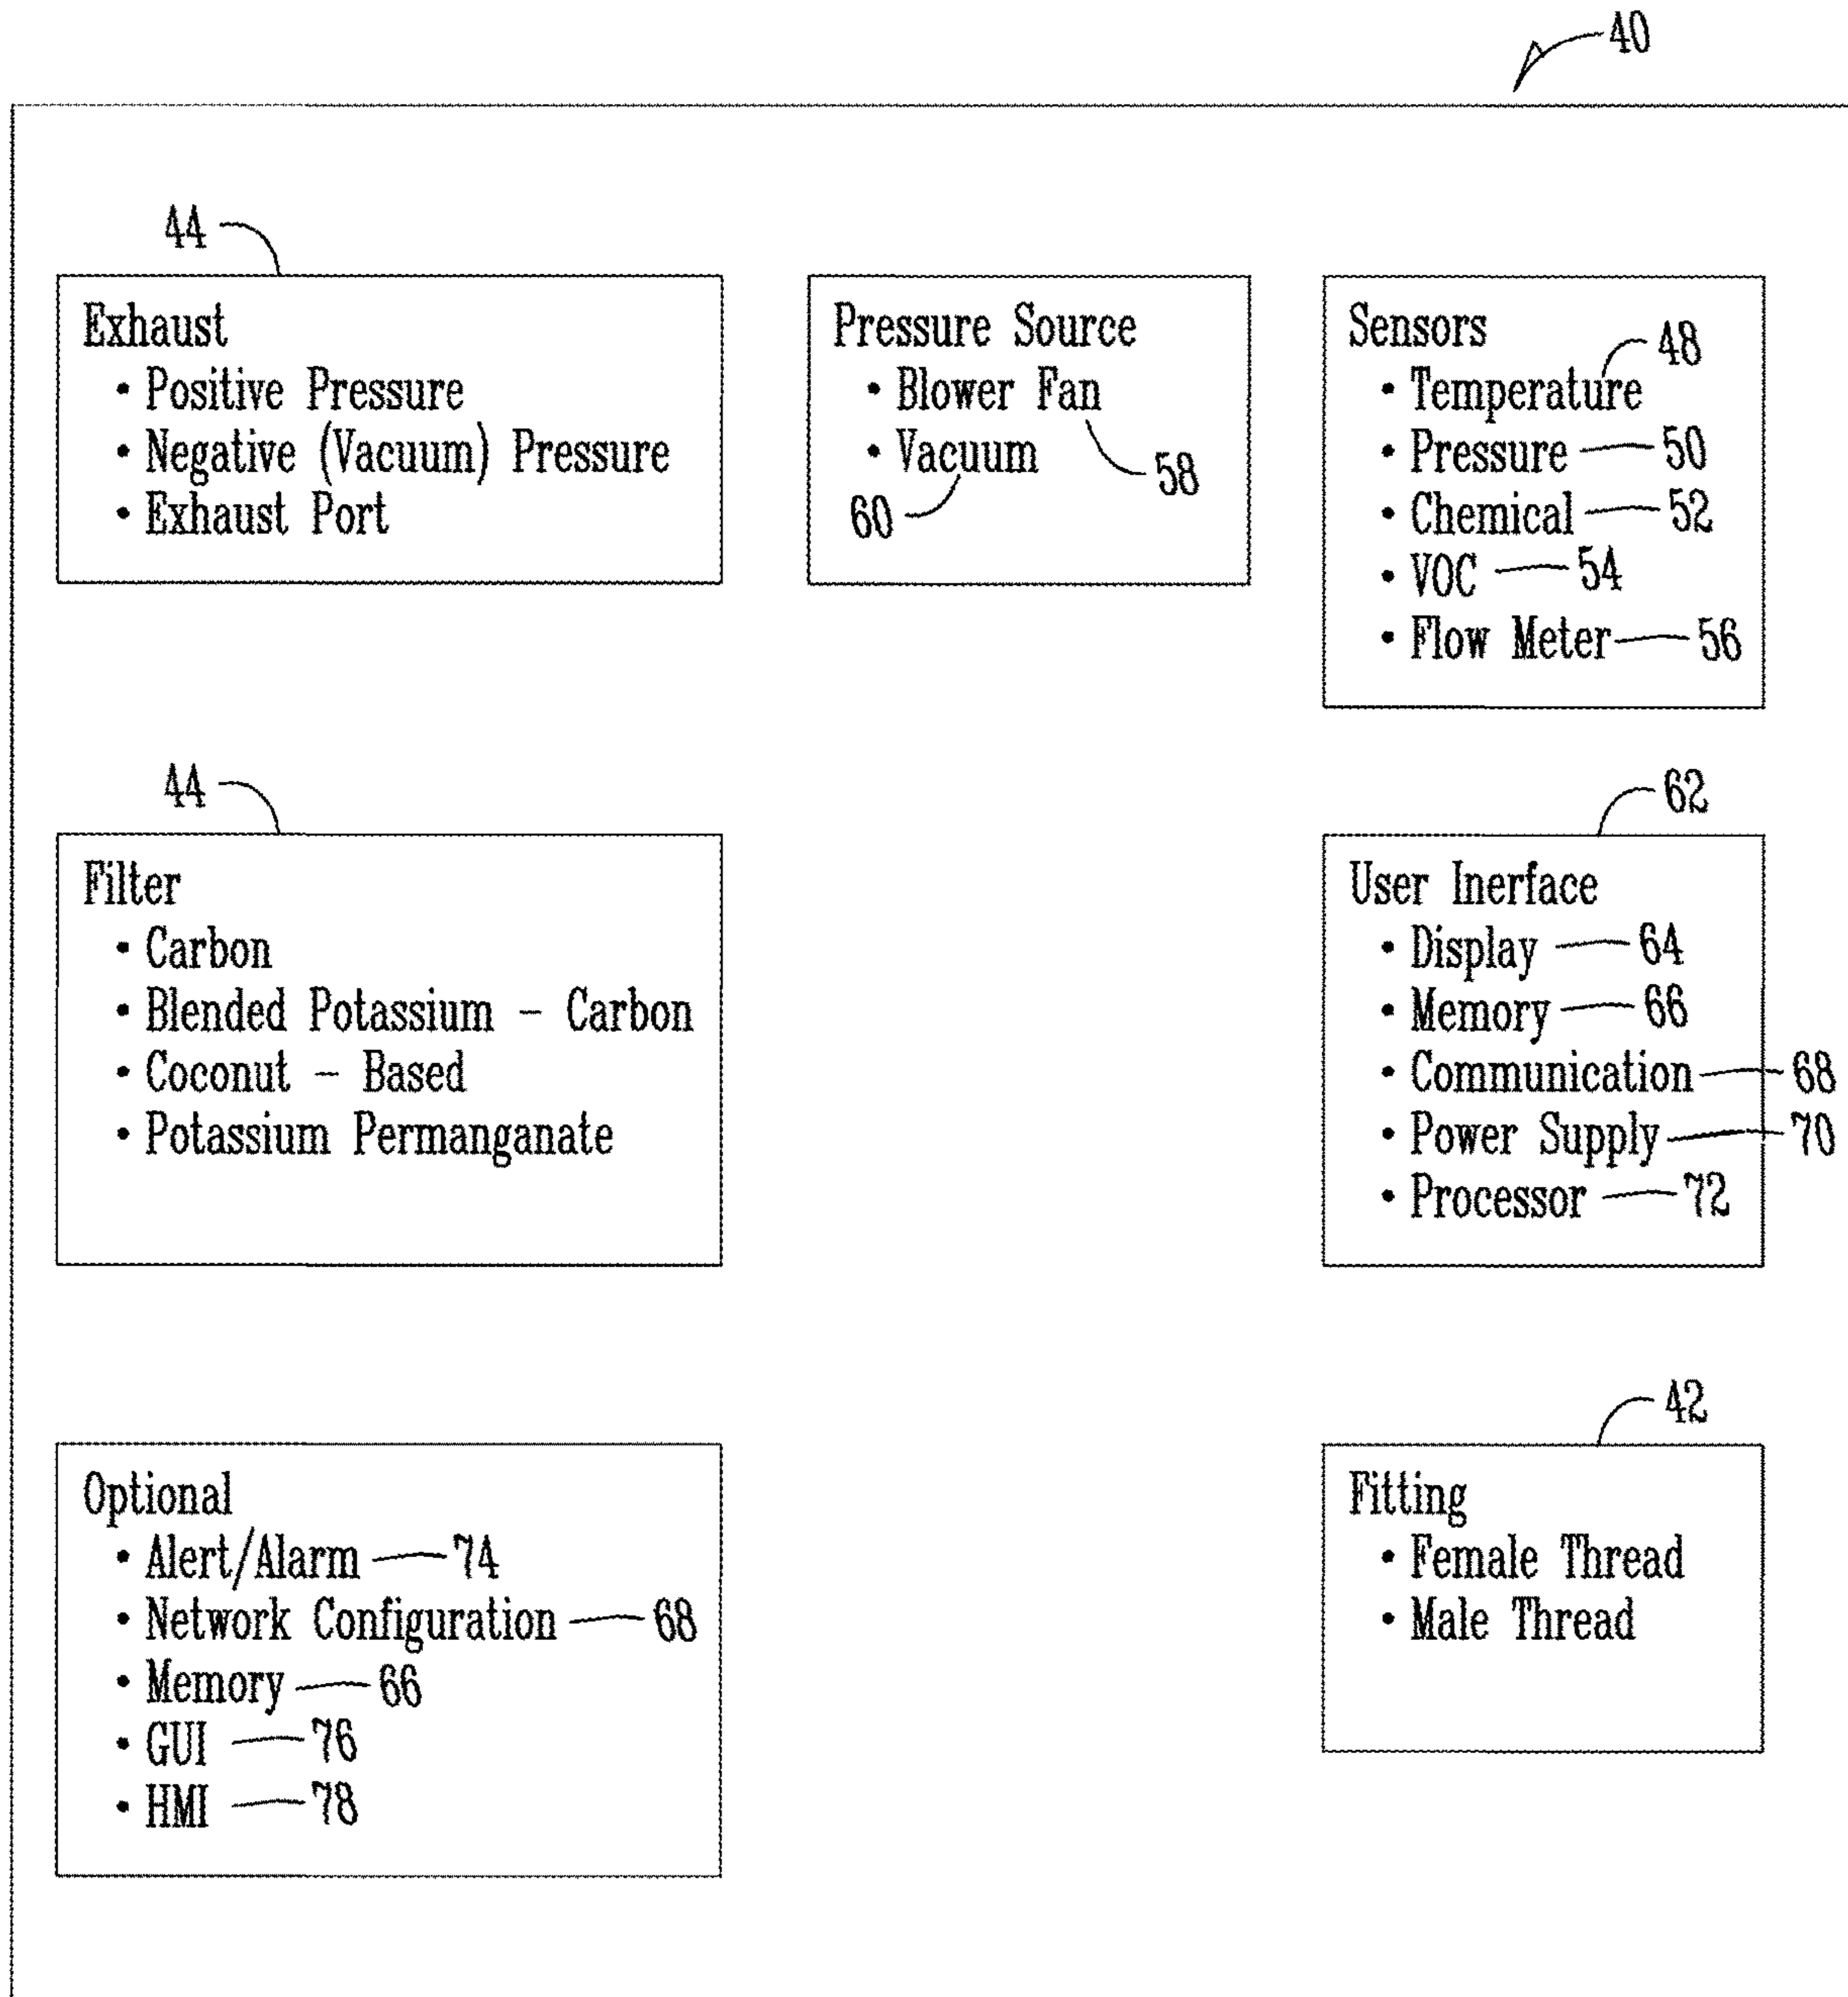 40
44
Exhaust
• Positive Pressure
• Negative (Vacuum) Pressure
• Exhaust Port
Pressure Source
• Blower Fan
• Vacuum
58
60
Sensors
48
• Temperature
• Pressure 50
• Chemical 52
• VOC 54
• Flow Meter 56
44
Filter
• Carbon
• Blended Potassium – Carbon
• Coconut – Based
• Potassium Permanganate
62
User Inerface
• Display 64
• Memory 66
• Communication 68
• Power Supply 70
• Processor 72
Optional
• Alert/Alarm 74
• Network Configuration 68
• Memory 66
• GUI 76
• HMI 78
42
Fitting
• Female Thread
• Male Thread